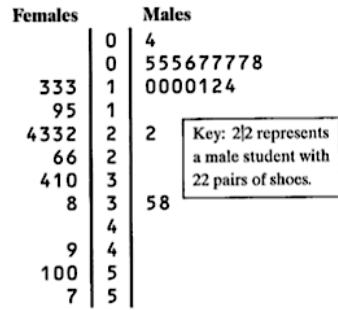 Females Males
0 4
0 555677778
333 1 0000124
95 1
4332 2 2
66 2
410 3
8 3 58
4
9 4
100 5
7 5
Key: 2|2 represents
a male student with
22 pairs of shoes.